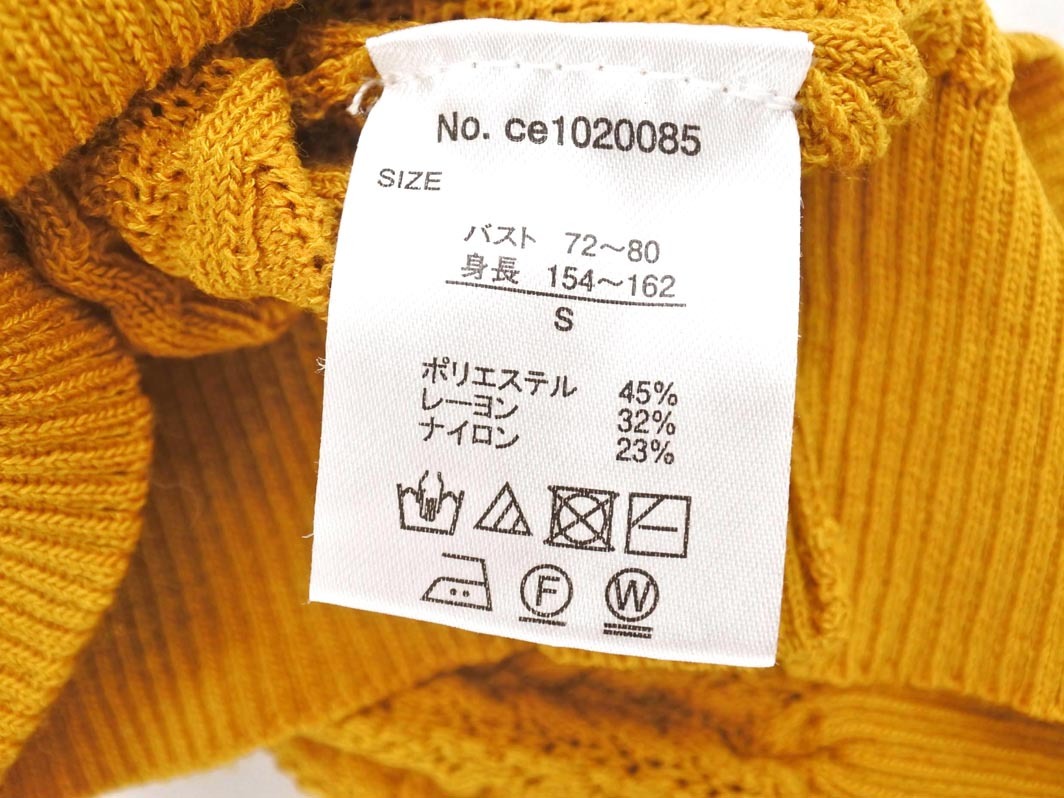 No. ce1020085
SIZE
バスト 72～80
身長 154～162
S
ポリエステル 45%
レーヨン 32%
ナイロン 23%
F W